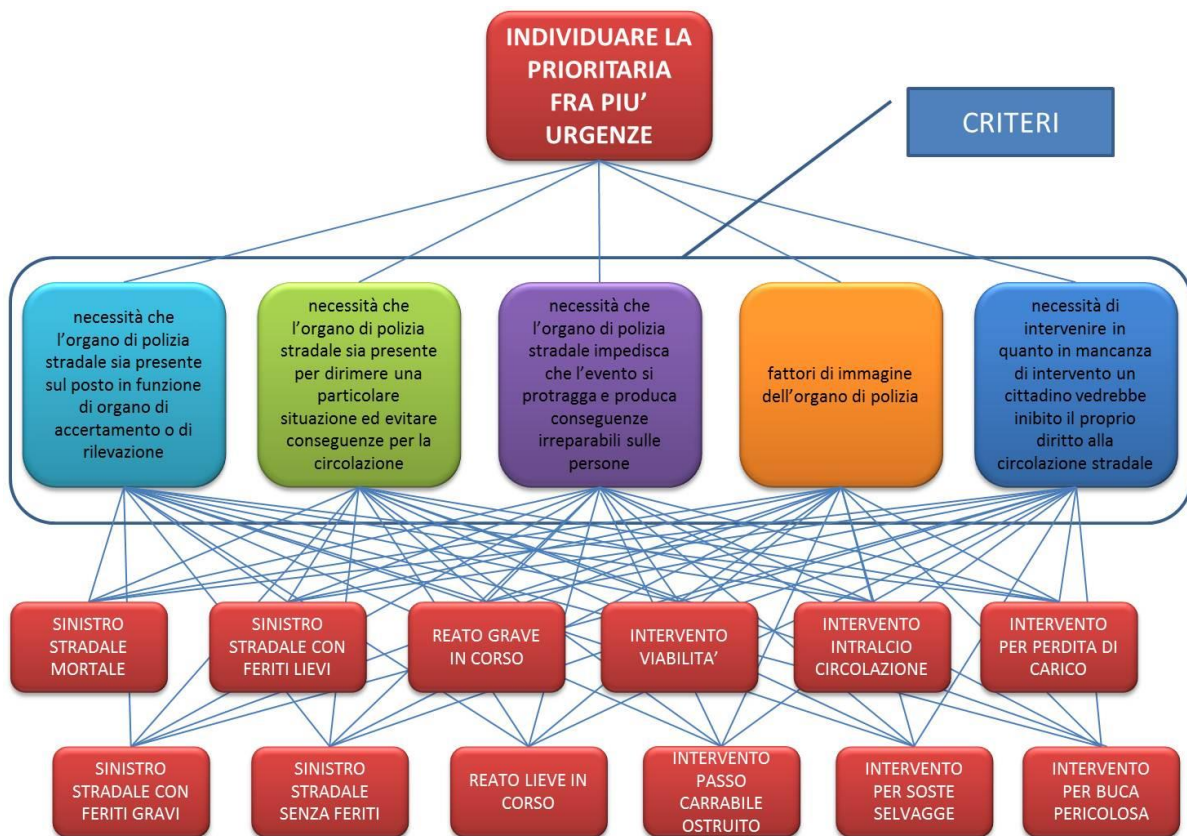 INDIVIDUARE LA
PRIORITARIA
FRA PIU'
URGENZE
CRITERI
necessità che
l'organo di polizia
stradale sia presente
sul posto in funzione
di organo di
accertamento o di
rilevazione
necessità che
l'organo di polizia
stradale sia presente
per dirimere una
particolare
situazione ed evitare
conseguenze per la
circolazione
necessità che
l'organo di polizia
stradale impedisca
che l'evento si
protragga e produca
conseguenze
irreparabili sulle
persone
fattori di immagine
dell'organo di polizia
necessità di
intervenire in
quanto in mancanza
di intervento un
cittadino vedrebbe
inibito il proprio
diritto alla
circolazione stradale
SINISTRO
STRADALE
MORTALE
SINISTRO
STRADALE CON
FERITI LIEVI
REATO GRAVE
IN CORSO
INTERVENTO
VIABILITA'
INTERVENTO
INTRALCIO
CIRCOLAZIONE
INTERVENTO
PER PERDITA DI
CARICO
SINISTRO
STRADALE CON
FERITI GRAVI
SINISTRO
STRADALE
SENZA FERITI
REATO LIEVE IN
CORSO
INTERVENTO
PASSO
CARRABILE
OSTRUITO
INTERVENTO
PER SOSTE
SELVAGGE
INTERVENTO
PER BUCA
PERICOLOSA